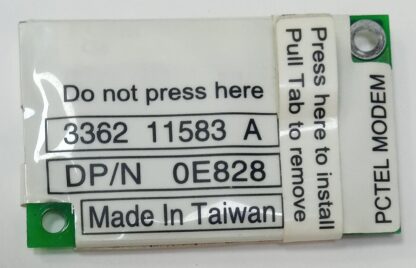 Do not press here
3362 11583 A
DP/N 0E828
Made In Taiwan
Press here to install
Pull Tab to remove
PCTEL MODEM